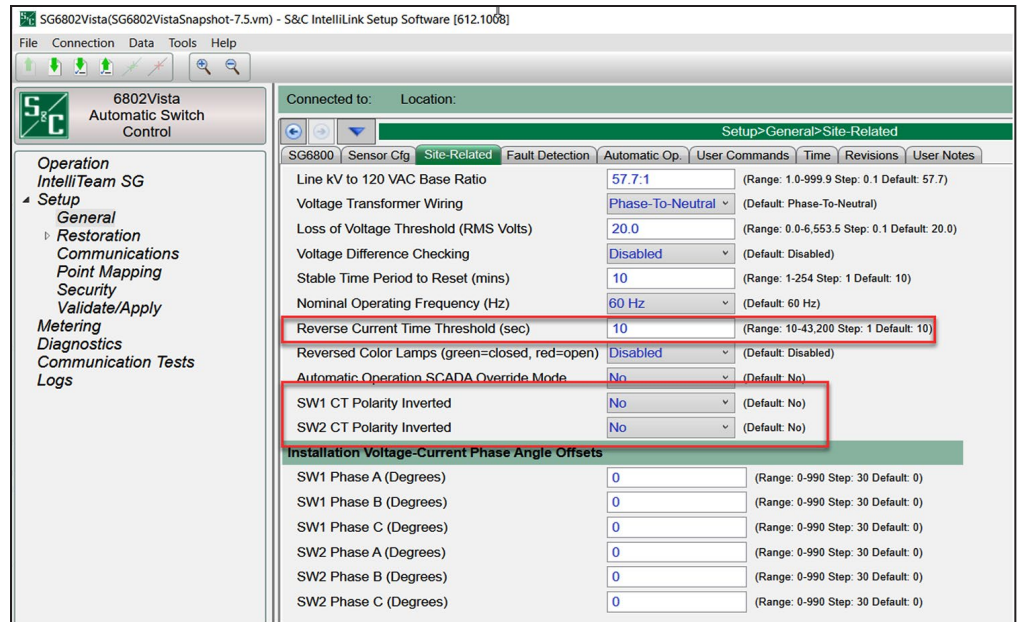 SG6802Vista(SG6802VistaSnapshot-7.5.vm) - S&C IntelliLink Setup Software [612.1008]
File Connection Data Tools Help
S&C
6802Vista
Automatic Switch
Control
Operation
IntelliTeam SG
Setup
General
Restoration
Communications
Point Mapping
Security
Validate/Apply
Metering
Diagnostics
Communication Tests
Logs
Connected to: Location:
Setup>General>Site-Related
SG6800 Sensor Cfg Site-Related Fault Detection Automatic Op. User Commands Time Revisions User Notes
Line kV to 120 VAC Base Ratio 57.7:1 (Range: 1.0-999.9 Step: 0.1 Default: 57.7)
Voltage Transformer Wiring Phase-To-Neutral (Default: Phase-To-Neutral)
Loss of Voltage Threshold (RMS Volts) 20.0 (Range: 0.0-6,553.5 Step: 0.1 Default: 20.0)
Voltage Difference Checking Disabled (Default: Disabled)
Stable Time Period to Reset (mins) 10 (Range: 1-254 Step: 1 Default: 10)
Nominal Operating Frequency (Hz) 60 Hz (Default: 60 Hz)
Reverse Current Time Threshold (sec) 10 (Range: 10-43,200 Step: 1 Default: 10)
Reversed Color Lamps (green=closed, red=open) Disabled (Default: Disabled)
Automatic Operation SCADA Override Mode No (Default: No)
SW1 CT Polarity Inverted No (Default: No)
SW2 CT Polarity Inverted No (Default: No)
Installation Voltage-Current Phase Angle Offsets
SW1 Phase A (Degrees) 0 (Range: 0-990 Step: 30 Default: 0)
SW1 Phase B (Degrees) 0 (Range: 0-990 Step: 30 Default: 0)
SW1 Phase C (Degrees) 0 (Range: 0-990 Step: 30 Default: 0)
SW2 Phase A (Degrees) 0 (Range: 0-990 Step: 30 Default: 0)
SW2 Phase B (Degrees) 0 (Range: 0-990 Step: 30 Default: 0)
SW2 Phase C (Degrees) 0 (Range: 0-990 Step: 30 Default: 0)